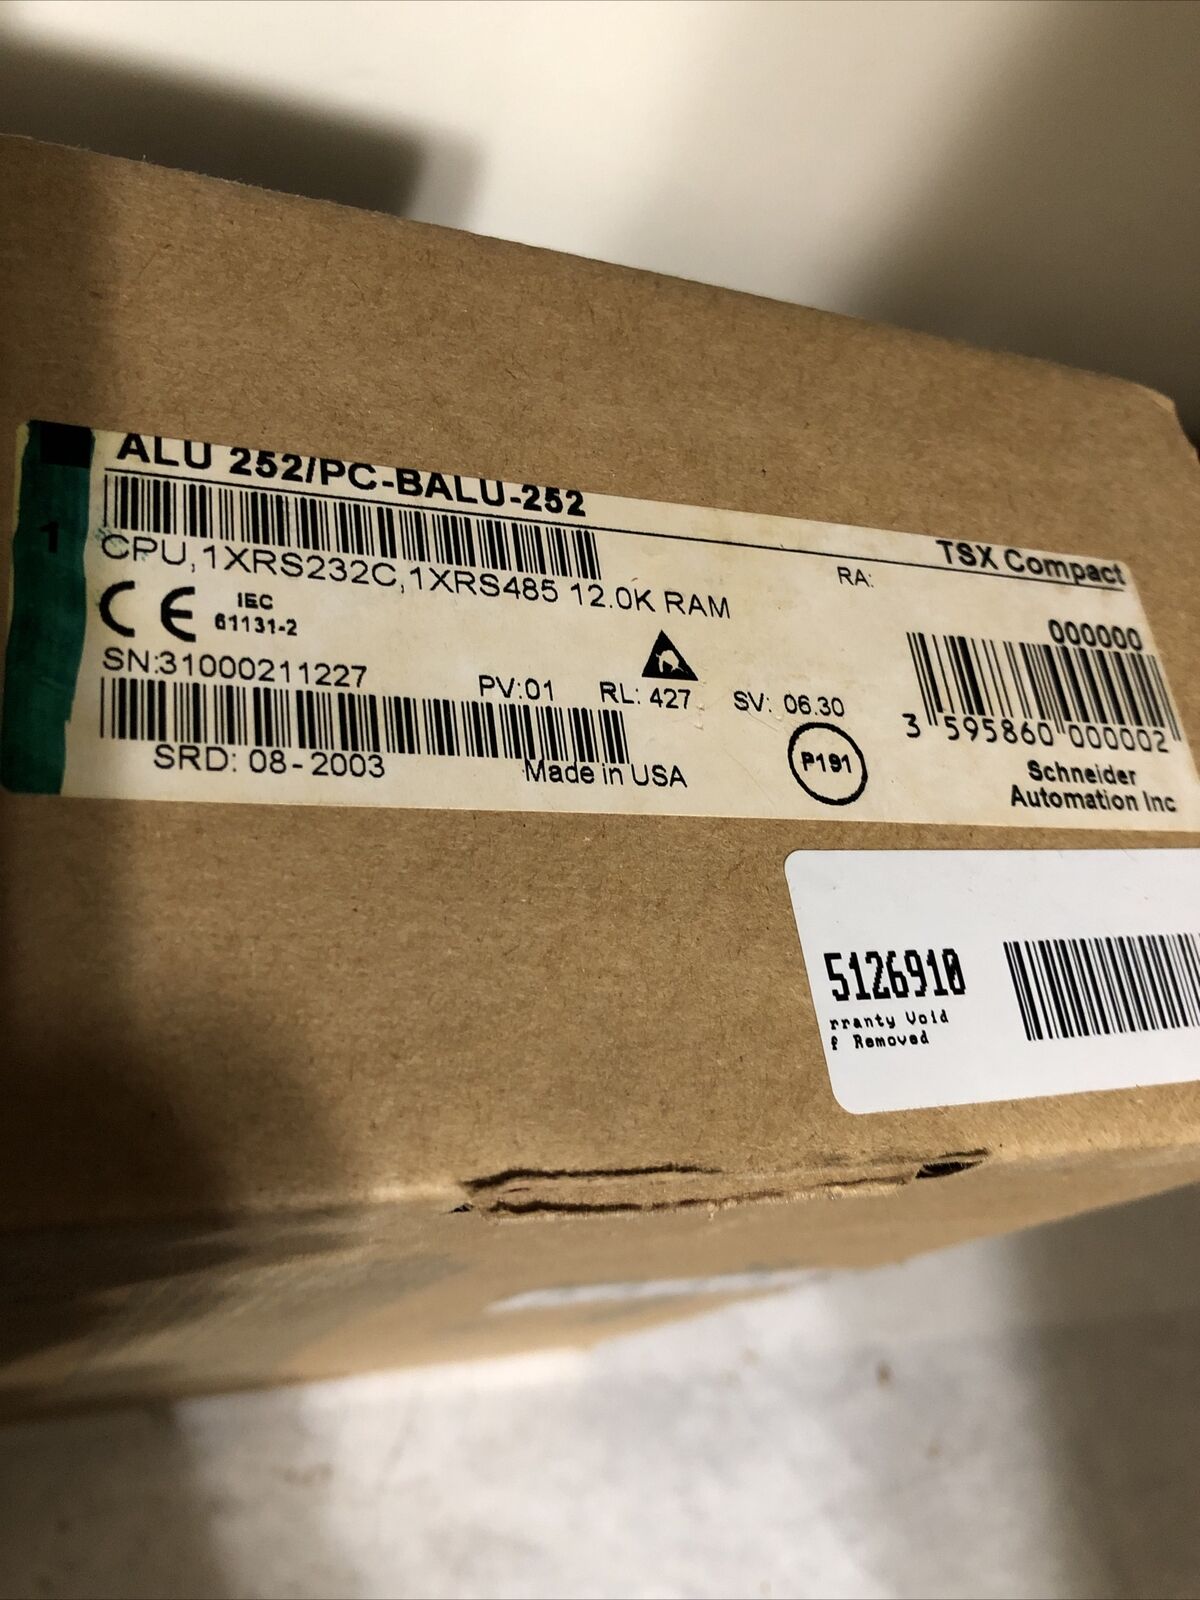 ALU 252/PC-BALU-252
TSX Compact
1
CPU,1XRS232C,1XRS485 12.0K RAM
RA:
CE
IEC
61131-2
000000
SN:31000211227
PV:01 RL: 427 SV: 06.30
3 595860 000002
SRD: 08-2003
Made in USA
P191
Schneider
Automation Inc
5126910
rranty Void
f Removed